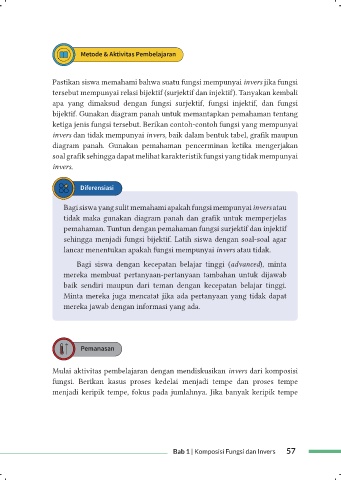 Metode & Aktivitas Pembelajaran
Pastikan siswa memahami bahwa suatu fungsi mempunyai invers jika fungsi
tersebut mempunyai relasi bijektif (surjektif dan injektif). Tanyakan kembali
apa yang dimaksud dengan fungsi surjektif, fungsi injektif, dan fungsi
bijektif. Gunakan diagram panah untuk memantapkan pemahaman tentang
ketiga jenis fungsi tersebut. Berikan contoh-contoh fungsi yang mempunyai
invers dan tidak mempunyai invers, baik dalam bentuk tabel, grafik maupun
diagram panah. Gunakan pemahaman pencerminan ketika mengerjakan
soal grafik sehingga dapat melihat karakteristik fungsi yang tidak mempunyai
invers.
Diferensiasi
Bagi siswa yang sulit memahami apakah fungsi mempunyai invers atau
tidak maka gunakan diagram panah dan grafik untuk memperjelas
pemahaman. Tuntun dengan pemahaman fungsi surjektif dan injektif
sehingga menjadi fungsi bijektif. Latih siswa dengan soal-soal agar
lancar menentukan apakah fungsi mempunyai invers atau tidak.
Bagi siswa dengan kecepatan belajar tinggi (advanced), minta
mereka membuat pertanyaan-pertanyaan tambahan untuk dijawab
baik sendiri maupun dari teman dengan kecepatan belajar tinggi.
Minta mereka juga mencatat jika ada pertanyaan yang tidak dapat
mereka jawab dengan informasi yang ada.
Pemanasan
Mulai aktivitas pembelajaran dengan mendiskusikan invers dari komposisi
fungsi. Berikan kasus proses kedelai menjadi tempe dan proses tempe
menjadi keripik tempe, fokus pada jumlahnya. Jika banyak keripik tempe
Bab 1 | Komposisi Fungsi dan Invers 57